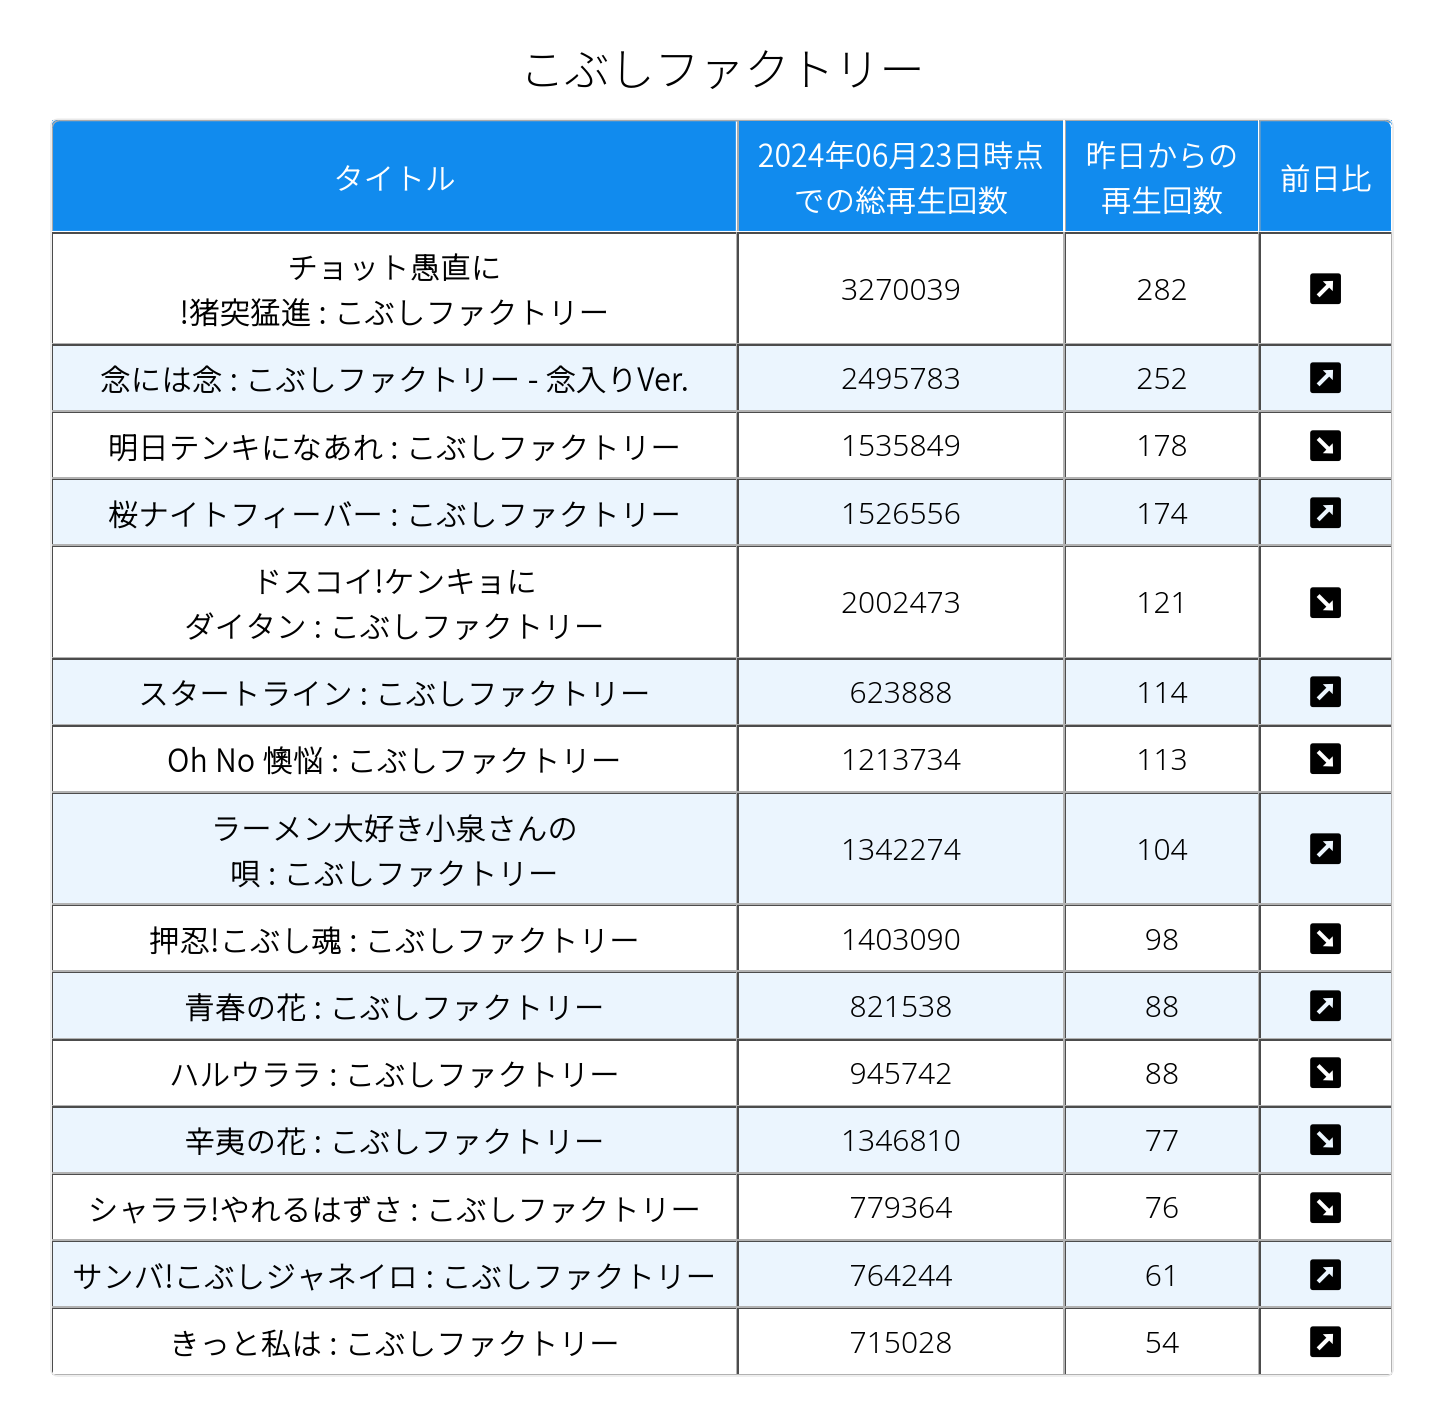 こぶしファクトリー
タイトル
2024年06月23日時点
での総再生回数
昨日からの
再生回数
前日比
チョット愚直に
!猪突猛進 : こぶしファクトリー
3270039
282
念には念 : こぶしファクトリー - 念入りVer.
2495783
252
明日テンキになあれ : こぶしファクトリー
1535849
178
桜ナイトフィーバー : こぶしファクトリー
1526556
174
ドスコイ!ケンキョに
ダイタン : こぶしファクトリー
2002473
121
スタートライン : こぶしファクトリー
623888
114
Oh No 懊悩 : こぶしファクトリー
1213734
113
ラーメン大好き小泉さんの
唄 : こぶしファクトリー
1342274
104
押忍!こぶし魂 : こぶしファクトリー
1403090
98
青春の花 : こぶしファクトリー
821538
88
ハルウララ : こぶしファクトリー
945742
88
辛夷の花 : こぶしファクトリー
1346810
77
シャララ!やれるはずさ : こぶしファクトリー
779364
76
サンバ!こぶしジャネイロ : こぶしファクトリー
764244
61
きっと私は : こぶしファクトリー
715028
54